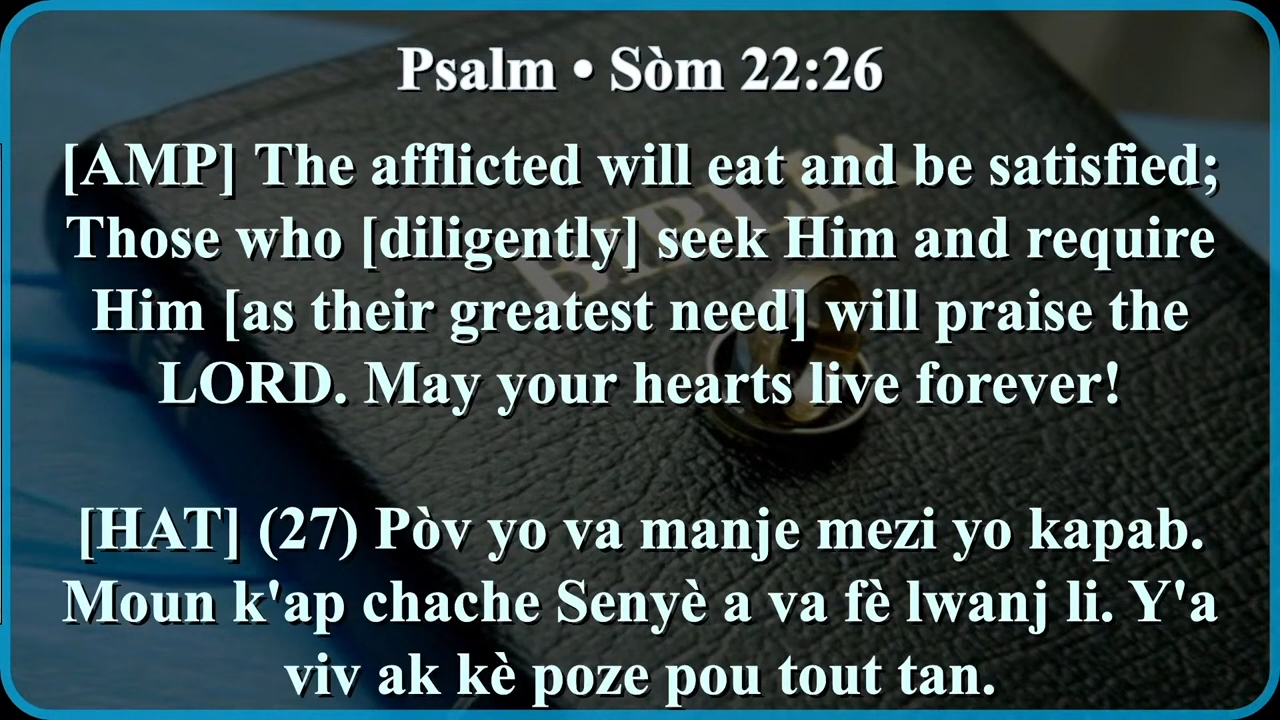 Psalm • Sòm 22:26
[AMP] The afflicted will eat and be satisfied;
Those who [diligently] seek Him and require
Him [as their greatest need] will praise the
LORD. May your hearts live forever!
[HAT] (27) Pòv yo va manje mezi yo kapab.
Moun k'ap chache Senyè a va fè lwanj li. Y'a
viv ak kè poze pou tout tan.
BIBLIA